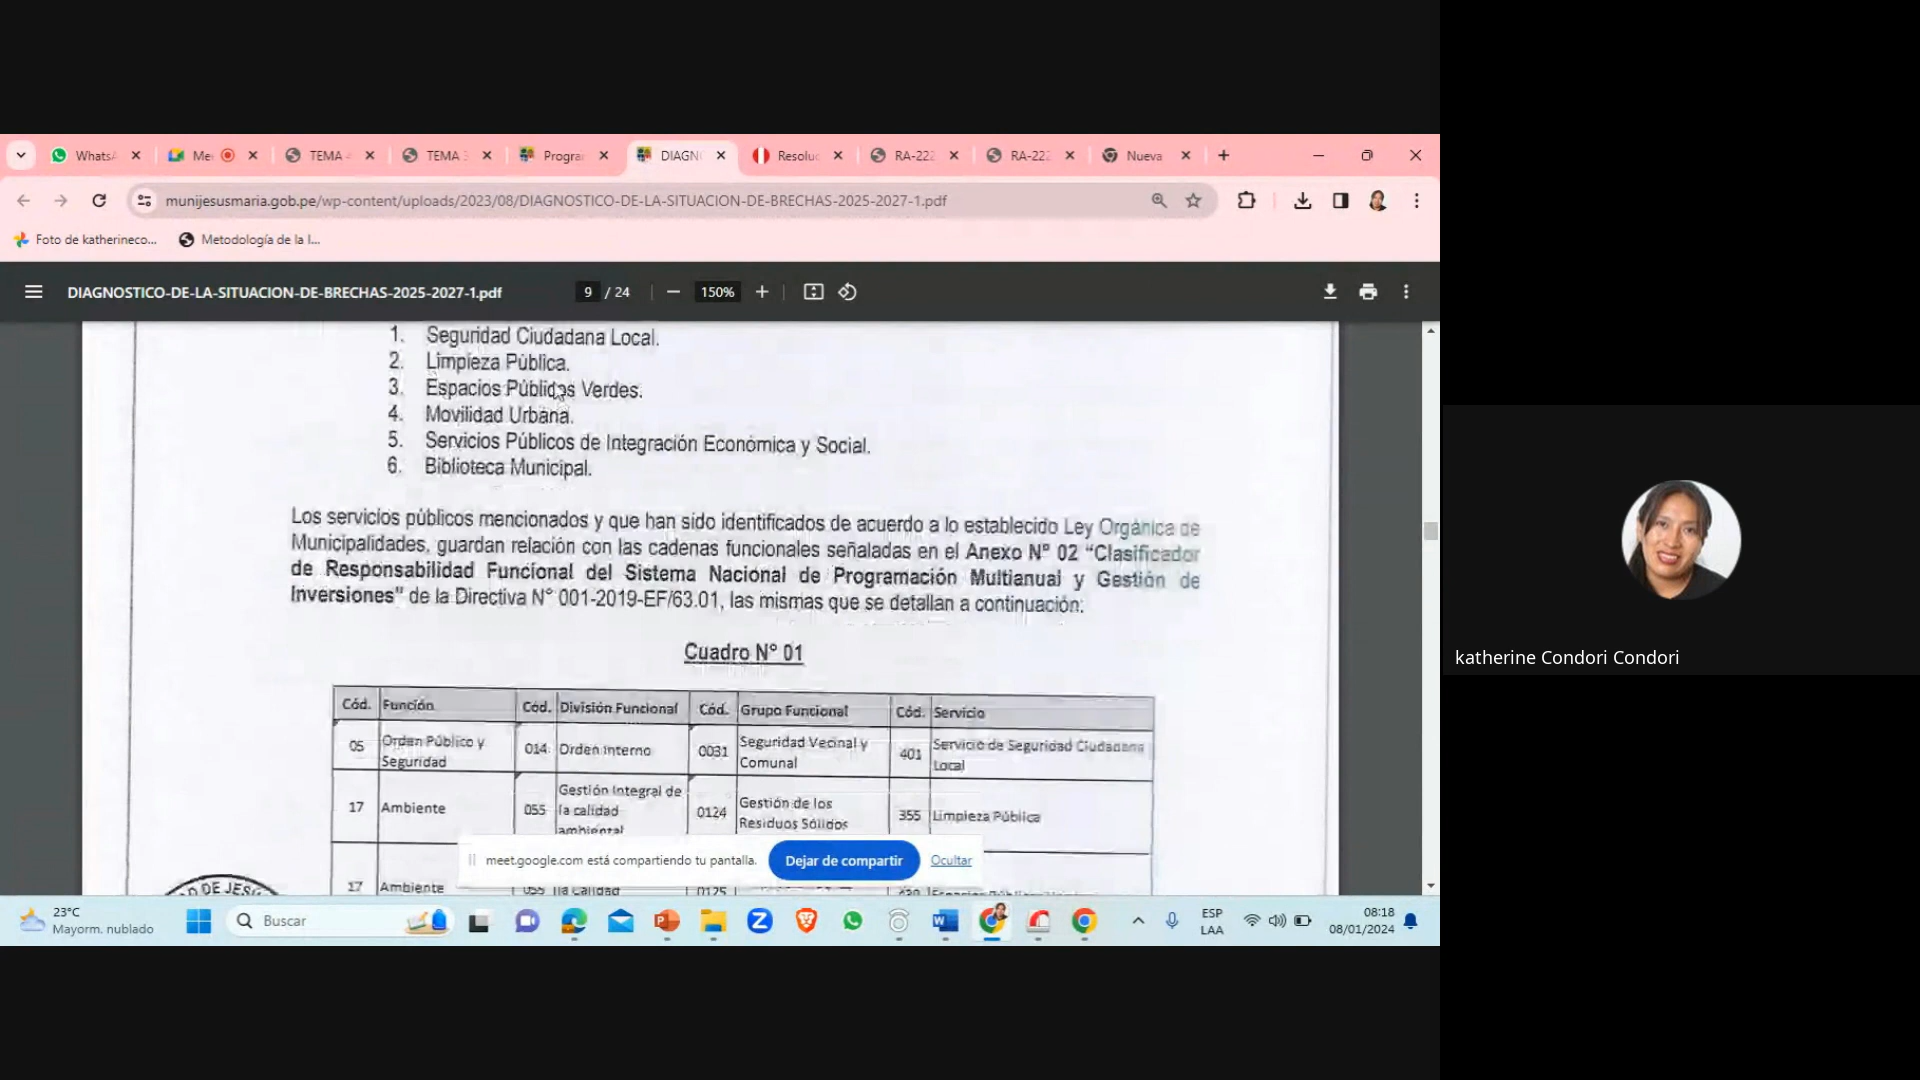 WhatsA
Me
TEMA
TEMA 3
Progra
DIAGN
Resoluc
RA-222
RA-222
Nueva
munijesusmaria.gob.pe/wp-content/uploads/2023/08/DIAGNOSTICO-DE-LA-SITUACION-DE-BRECHAS-2025-2027-1.pdf
Foto de katherineco...
Metodología de la I...
DIAGNOSTICO-DE-LA-SITUACION-DE-BRECHAS-2025-2027-1.pdf
9 / 24
150%
1. Seguridad Ciudadana Local.
2. Limpieza Pública.
3. Espacios Públicos Verdes.
4. Movilidad Urbana.
5. Servicios Públicos de Integración Económica y Social.
6. Biblioteca Municipal.
Los servicios públicos mencionados y que han sido identificados de acuerdo a lo establecido Ley Orgánica de
Municipalidades, guardan relación con las cadenas funcionales señaladas en el Anexo N° 02 "Clasificador
de Responsabilidad Funcional del Sistema Nacional de Programación Multianual y Gestión de
Inversiones" de la Directiva N° 001-2019-EF/63.01, las mismas que se detallan a continuación:
Cuadro N° 01
Cód. Función Cód. División Funcional Cód. Grupo Funcional Cód. Servicio
05 Orden Público y Seguridad 014 Orden Interno 0031 Seguridad Vecinal y Comunal 401 Servicio de Seguridad Ciudadana Local
17 Ambiente 055 Gestión Integral de la calidad ambiental 0124 Gestión de los Residuos Sólidos 355 Limpieza Pública
17 Ambiente 055 la calidad 0125
D DE JESÚ
meet.google.com está compartiendo tu pantalla.
Dejar de compartir
Ocultar
23°C
Mayorm. nublado
Buscar
ESP
LAA
08:18
08/01/2024
katherine Condori Condori